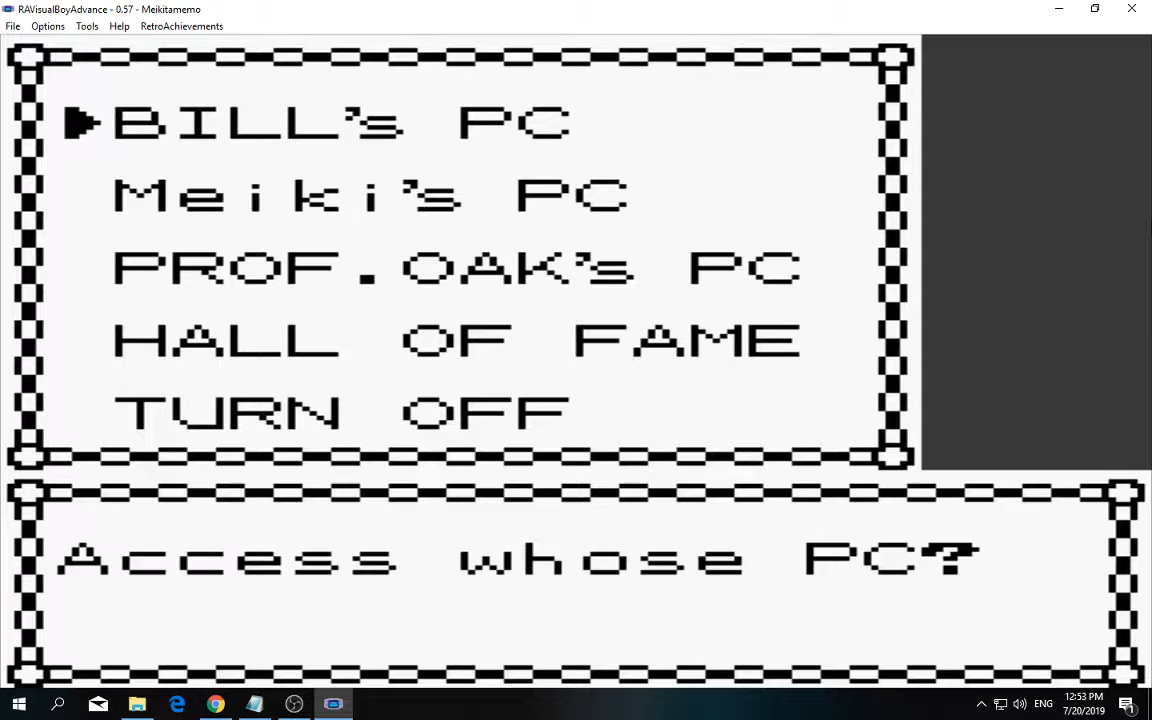 RAVisualBoyAdvance - 0.57 - Meikitamemo
File Options Tools Help RetroAchievements
BILL's PC
Meiki's PC
PROF.OAK's PC
HALL OF FAME
TURN OFF
Access whose PC?
12:53 PM
ENG
7/20/2019
1